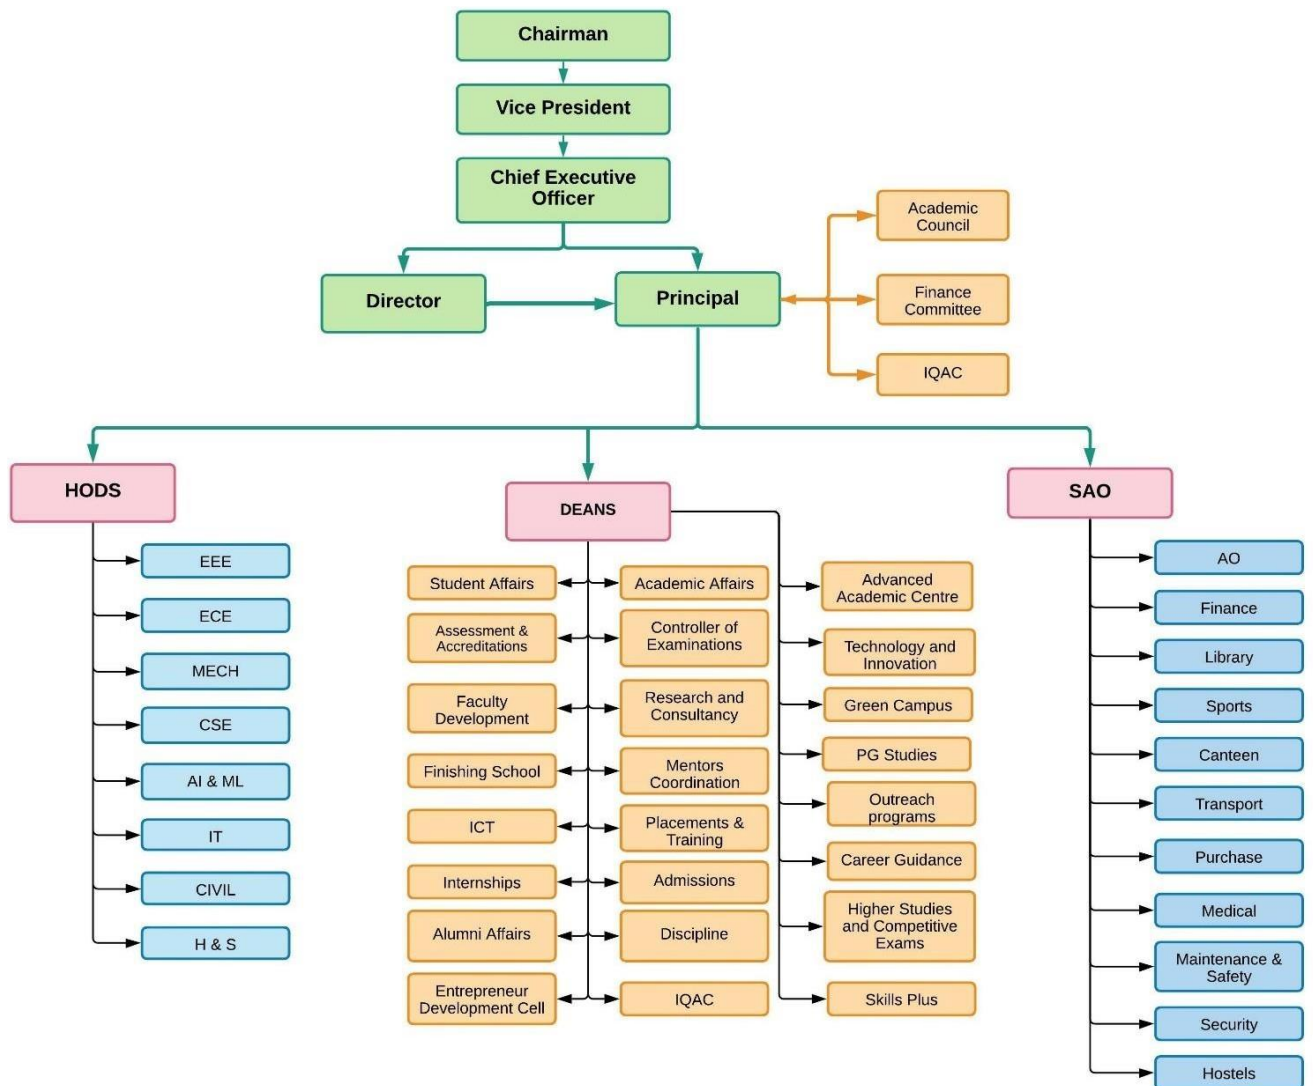 Chairman
Vice President
Chief Executive
Officer
Director
Principal
Academic
Council
Finance
Committee
IQAC
HODS
EEE
ECE
MECH
CSE
AI & ML
IT
CIVIL
H & S
DEANS
Student Affairs
Assessment &
Accreditations
Faculty
Development
Finishing School
ICT
Internships
Alumni Affairs
Entrepreneur
Development Cell
Academic Affairs
Controller of
Examinations
Research and
Consultancy
Mentors
Coordination
Placements &
Training
Admissions
Discipline
IQAC
Advanced
Academic Centre
Technology and
Innovation
Green Campus
PG Studies
Outreach
programs
Career Guidance
Higher Studies
and Competitive
Exams
Skills Plus
SAO
AO
Finance
Library
Sports
Canteen
Transport
Purchase
Medical
Maintenance &
Safety
Security
Hostels